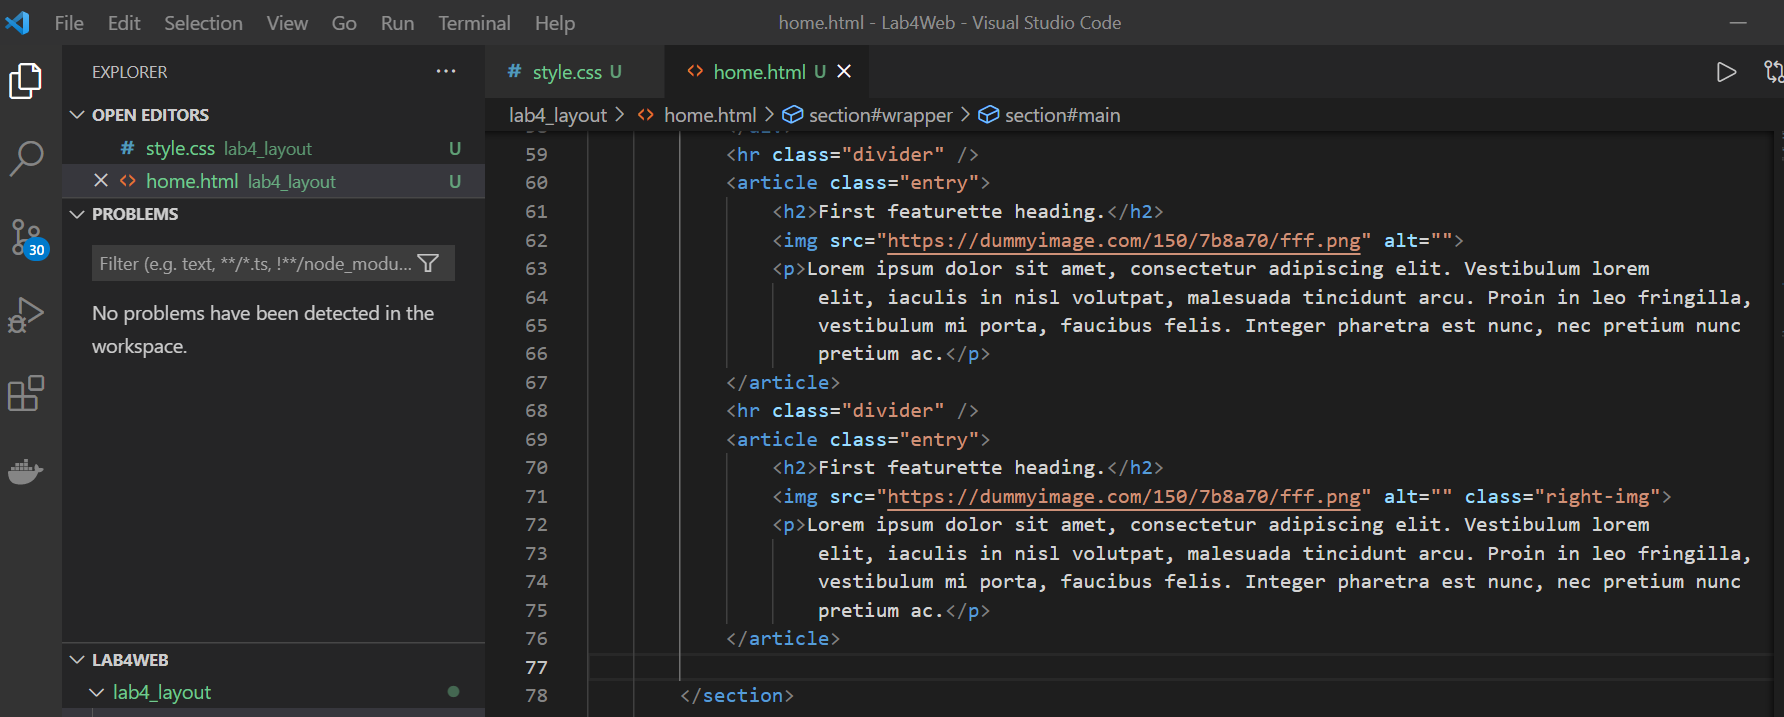 File Edit Selection View Go Run Terminal Help home.html - Lab4Web - Visual Studio Code
EXPLORER
OPEN EDITORS
# style.css lab4_layout U
home.html lab4_layout U
PROBLEMS
Filter (e.g. text, **/*.ts, !**/node_modu...
No problems have been detected in the
workspace.
30
LAB4WEB
lab4_layout
# style.css U <> home.html U
lab4_layout > <> home.html > section#wrapper > section#main
59 <hr class="divider" />
60 <article class="entry">
61 <h2>First featurette heading.</h2>
62 <img src="https://dummyimage.com/150/7b8a70/fff.png" alt="">
63 <p>Lorem ipsum dolor sit amet, consectetur adipiscing elit. Vestibulum lorem
64 elit, iaculis in nisl volutpat, malesuada tincidunt arcu. Proin in leo fringilla,
65 vestibulum mi porta, faucibus felis. Integer pharetra est nunc, nec pretium nunc
66 pretium ac.</p>
67 </article>
68 <hr class="divider" />
69 <article class="entry">
70 <h2>First featurette heading.</h2>
71 <img src="https://dummyimage.com/150/7b8a70/fff.png" alt="" class="right-img">
72 <p>Lorem ipsum dolor sit amet, consectetur adipiscing elit. Vestibulum lorem
73 elit, iaculis in nisl volutpat, malesuada tincidunt arcu. Proin in leo fringilla,
74 vestibulum mi porta, faucibus felis. Integer pharetra est nunc, nec pretium nunc
75 pretium ac.</p>
76 </article>
77
78 </section>